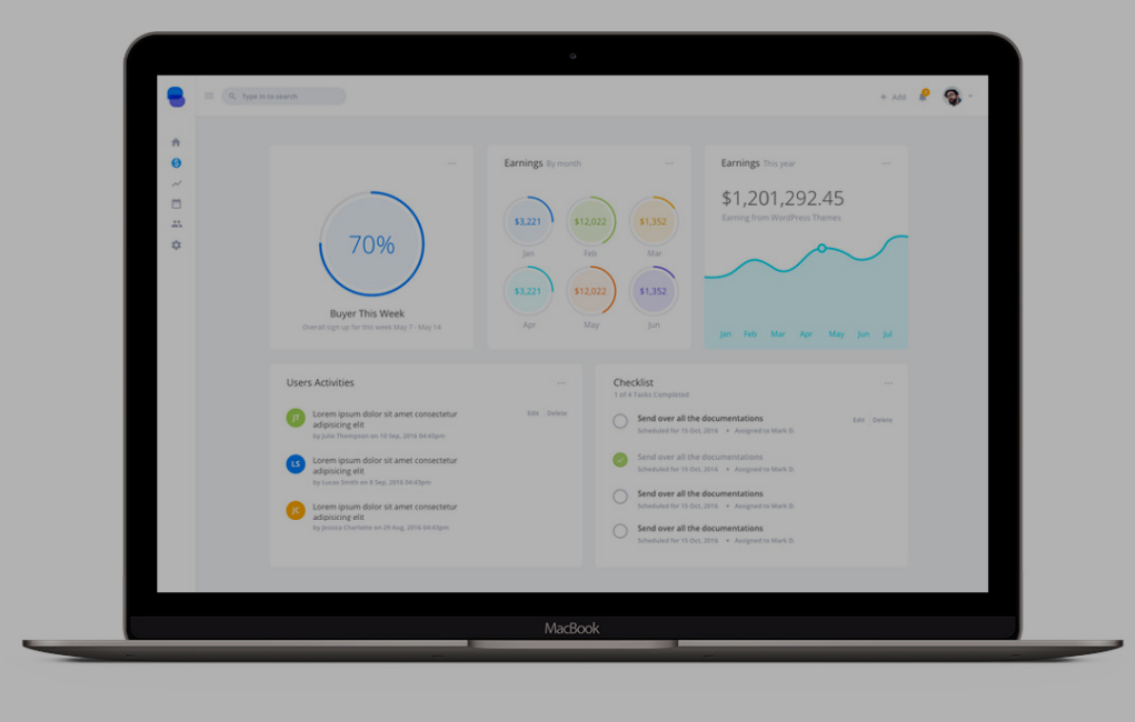 Type in to search
Add
70%
Buyer This Week
Overall sign up for this week May 7 - May 14
Earnings By month
$3,221
$12,022
$1,352
Jan
Feb
Mar
$3,221
$12,022
$1,352
Apr
May
Jun
Earnings This year
$1,201,292.45
Earning from WordPress Themes
Jan Feb Mar Apr May Jun Jul
Users Activities
JT
Lorem ipsum dolor sit amet consectetur
adipisicing elit
by Julie Thompson on 10 Sep, 2016 04:45pm
Edit Delete
LS
Lorem ipsum dolor sit amet consectetur
adipisicing elit
by Lucas Smith on 8 Sep, 2016 04:45pm
JC
Lorem ipsum dolor sit amet consectetur
adipisicing elit
by Jessica Charlotte on 29 Aug, 2016 04:45pm
Checklist
1 of 4 Tasks Completed
Send over all the documentations
Scheduled for 15 Oct, 2016 • Assigned to Mark D.
Edit Delete
Send over all the documentations
Scheduled for 15 Oct, 2016 • Assigned to Mark D.
Send over all the documentations
Scheduled for 15 Oct, 2016 • Assigned to Mark D.
Send over all the documentations
Scheduled for 15 Oct, 2016 • Assigned to Mark D.
MacBook